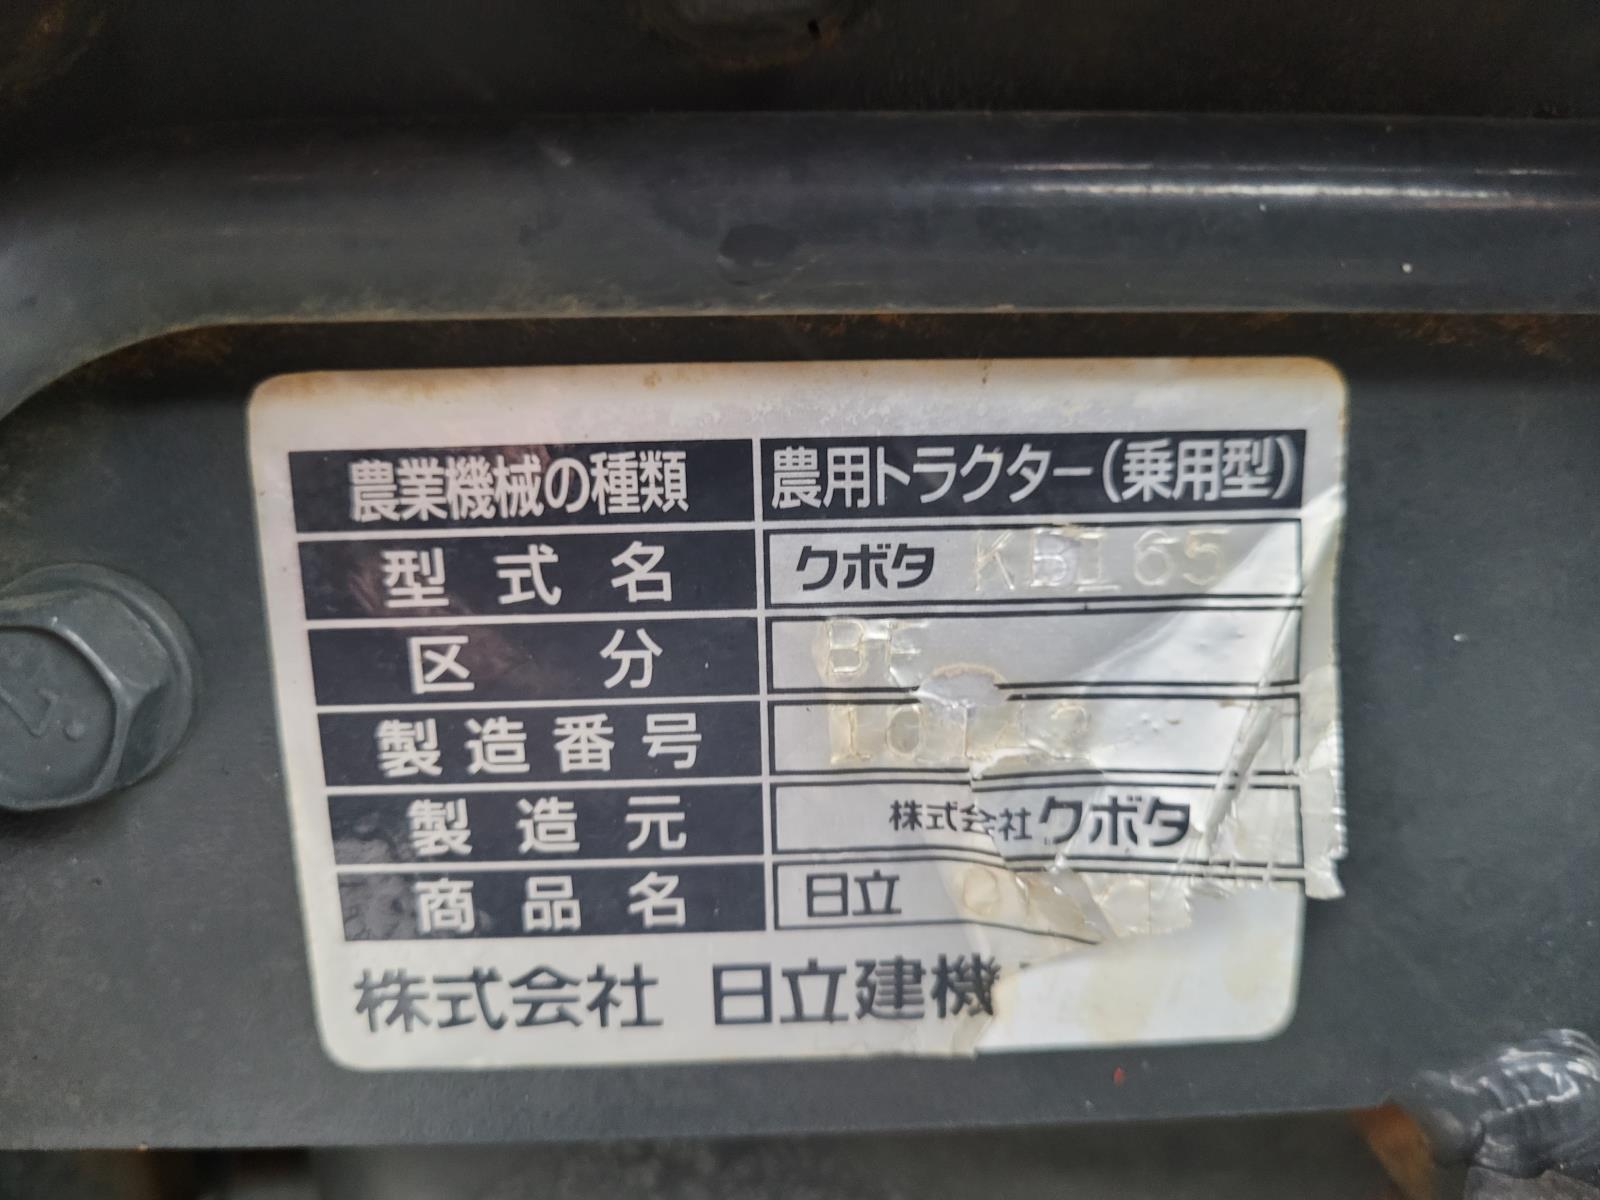 農業機械の種類 農用トラクター(乗用型)
型式名 クボタ 65
区分 BF
製造番号
製造元 株式会社クボタ
商品名 日立
株式会社 日立建機